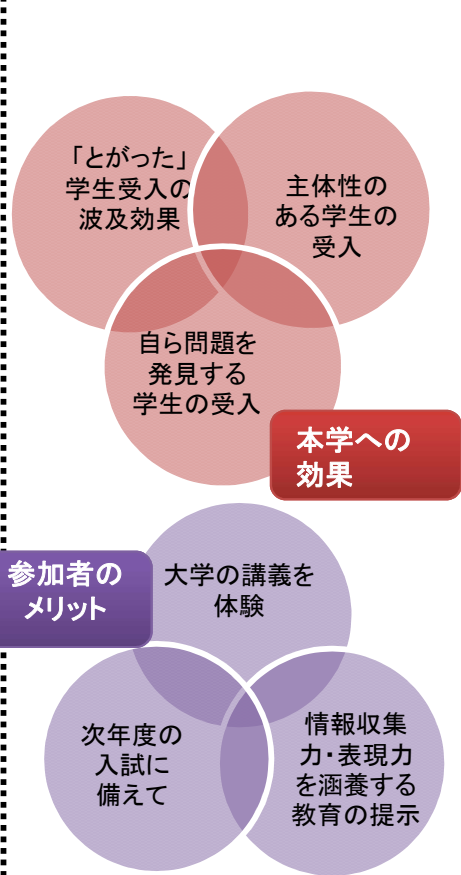 「とがった」
学生受入の
波及効果
主体性の
ある学生の
受入
自ら問題を
発見する
学生の受入
本学への
効果
参加者の
メリット
大学の講義を
体験
次年度の
入試に
備えて
情報収集
力・表現力
を涵養する
教育の提示